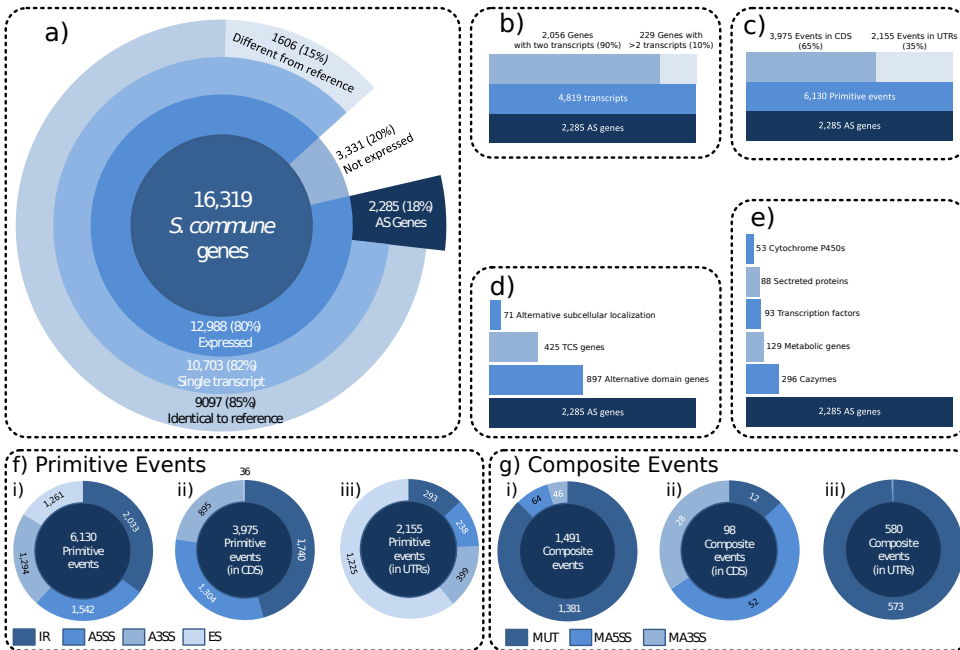 a)
1606 (15%)
Different from reference
3,331 (20%)
Not expressed
16,319
S. commune
genes
2,285 (18%)
AS Genes
12,988 (80%)
Expressed
10,703 (82%)
Single transcript
9097 (85%)
Identical to reference
b)
2,056 Genes
with two transcripts (90%)
229 Genes with
>2 transcripts (10%)
4,819 transcripts
2,285 AS genes
c)
3,975 Events in CDS
(65%)
2,155 Events in UTRs
(35%)
6,130 Primitive events
2,285 AS genes
d)
71 Alternative subcellular localization
425 TCS genes
897 Alternative domain genes
2,285 AS genes
e)
53 Cytochrome P450s
88 Sectreted proteins
93 Transcription factors
129 Metabolic genes
296 Cazymes
2,285 AS genes
f) Primitive Events
i)
1,261
2,033
6,130
Primitive
events
1,294
1,542
ii)
36
895
3,975
Primitive
events
(in CDS)
1,740
1,304
iii)
293
238
2,155
Primitive
events
(in UTRs)
399
1,225
IR
A5SS
A3SS
ES
g) Composite Events
i)
64
46
1,491
Composite
events
1,381
ii)
12
28
98
Composite
events
(in CDS)
52
iii)
580
Composite
events
(in UTRs)
573
MUT
MA5SS
MA3SS